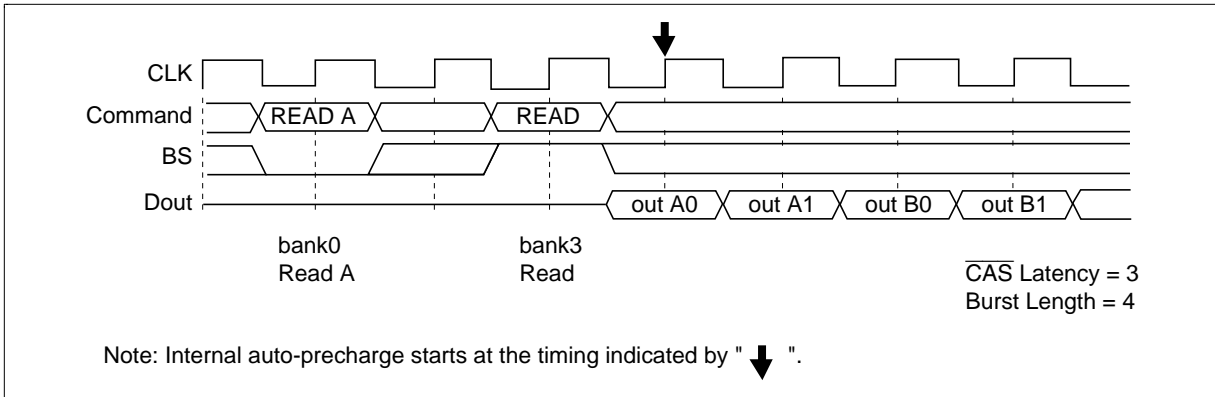 CLK
Command READ A READ
BS
Dout out A0 out A1 out B0 out B1
bank0 bank3
Read A Read
CAS Latency = 3
Burst Length = 4
Note: Internal auto-precharge starts at the timing indicated by " ".